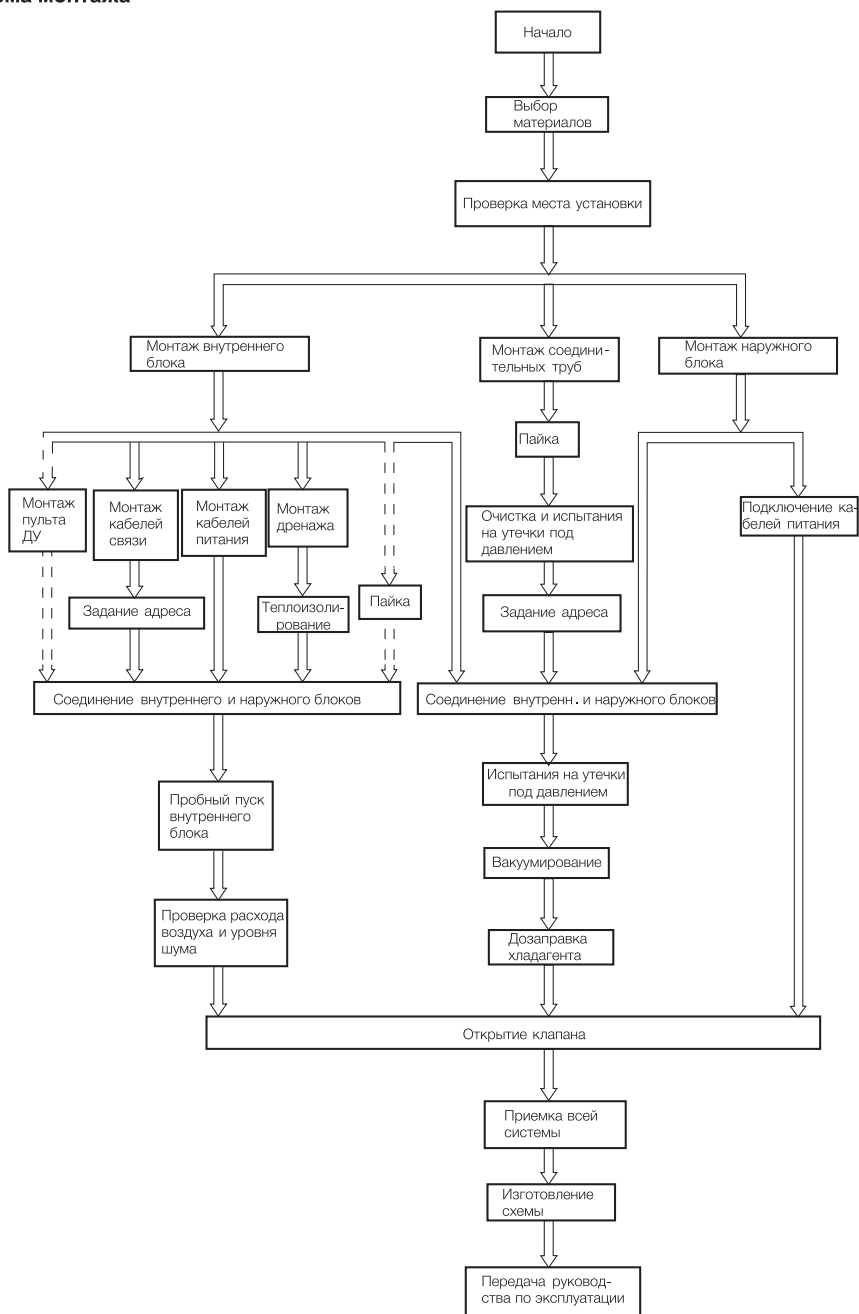 Начало
Выбор
материалов
Проверка места установки
Монтаж внутреннего
блока
Монтаж соедини-
тельных труб
Монтаж наружного
блока
Пайка
Монтаж
пульта
ДУ
Монтаж
кабелей
связи
Монтаж
кабелей
питания
Монтаж
дренажа
Очистка и испытания
на утечки под
давлением
Подключение ка-
белей питания
Задание адреса
Теплоизоли-
рование
Пайка
Задание адреса
Соединение внутреннего и наружного блоков
Соединение внутренн. и наружного блоков
Пробный пуск
внутреннего
блока
Испытания на утечки
под давлением
Вакуумирование
Проверка расхода
воздуха и уровня
шума
Дозаправка
хладагента
Открытие клапана
Приемка всей
системы
Изготовление
схемы
Передача руковод-
ства по эксплуатации